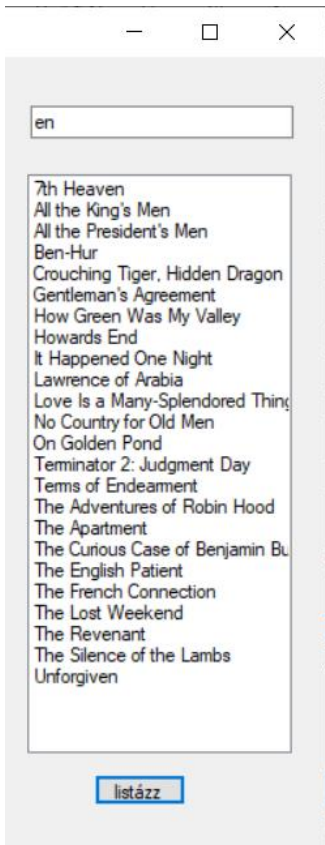 en
7th Heaven
All the King's Men
All the President's Men
Ben-Hur
Crouching Tiger, Hidden Dragon
Gentleman's Agreement
How Green Was My Valley
Howards End
It Happened One Night
Lawrence of Arabia
Love Is a Many-Splendored Thing
No Country for Old Men
On Golden Pond
Terminator 2: Judgment Day
Terms of Endearment
The Adventures of Robin Hood
The Apartment
The Curious Case of Benjamin Bu
The English Patient
The French Connection
The Lost Weekend
The Revenant
The Silence of the Lambs
Unforgiven
listázz